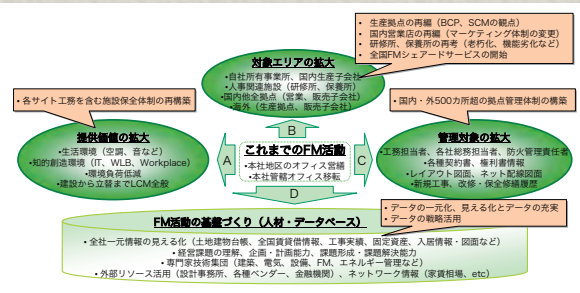 • 生産拠点の再編（BCP、SCMの観点）
• 国内営業店の再編（マーケティング体制の変更）
• 研修所、保養所の再考（老朽化、機能劣化など）
• 全国FMシェアードサービスの開始
対象エリアの拡大
• 自社所有事業所、国内生産子会社
• 人事関連施設（研修所、保養所）
• 国内他全拠点（営業、販売子会社）
• 海外（生産拠点、販売子会社）
• 各サイト工務を含む施設保全体制の再構築
• 国内・外500カ所超の拠点管理体制の構築
提供価値の拡大
• 生活環境（空調、音など）
• 知的創造環境（IT、WLB、Workplace）
• 環境負荷低減
• 建設から立替までLCM全般
B
A
これまでのFM活動
• 本社地区のオフィス営繕
• 本社管轄オフィス移転
C
D
管理対象の拡大
• 工務担当者、各社総務担当者、防火管理責任者
• 各種契約書、権利書情報
• レイアウト図面、ネット配線図面
• 新規工事、改修・保全修繕履歴
• データの一元化、見える化とデータの充実
• データの戦略活用
FM活動の基盤づくり（人材・データベース）
• 全社一元情報の見える化（土地建物台帳、全国賃貸借情報、工事実績、固定資産、入居情報・図面など）
• 経営課題の理解、企画・計画能力、課題形成・課題解決能力
• 専門家技術集団（建築、電気、設備、FM、エネルギー管理など）
• 外部リソース活用（設計事務所、各種ベンダー、金融機関）、ネットワーク情報（家賃相場、etc）